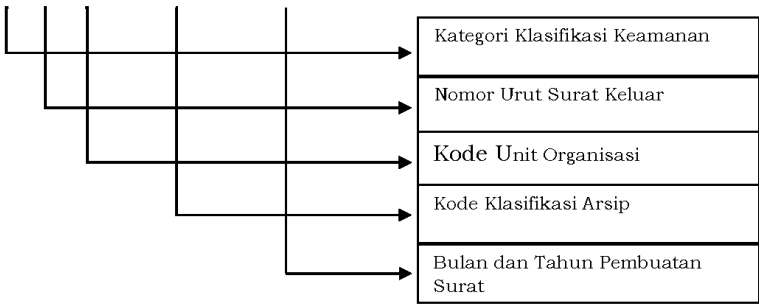 Kategori Klasifikasi Keamanan
Nomor Urut Surat Keluar
Kode Unit Organisasi
Kode Klasifikasi Arsip
Bulan dan Tahun Pembuatan
Surat